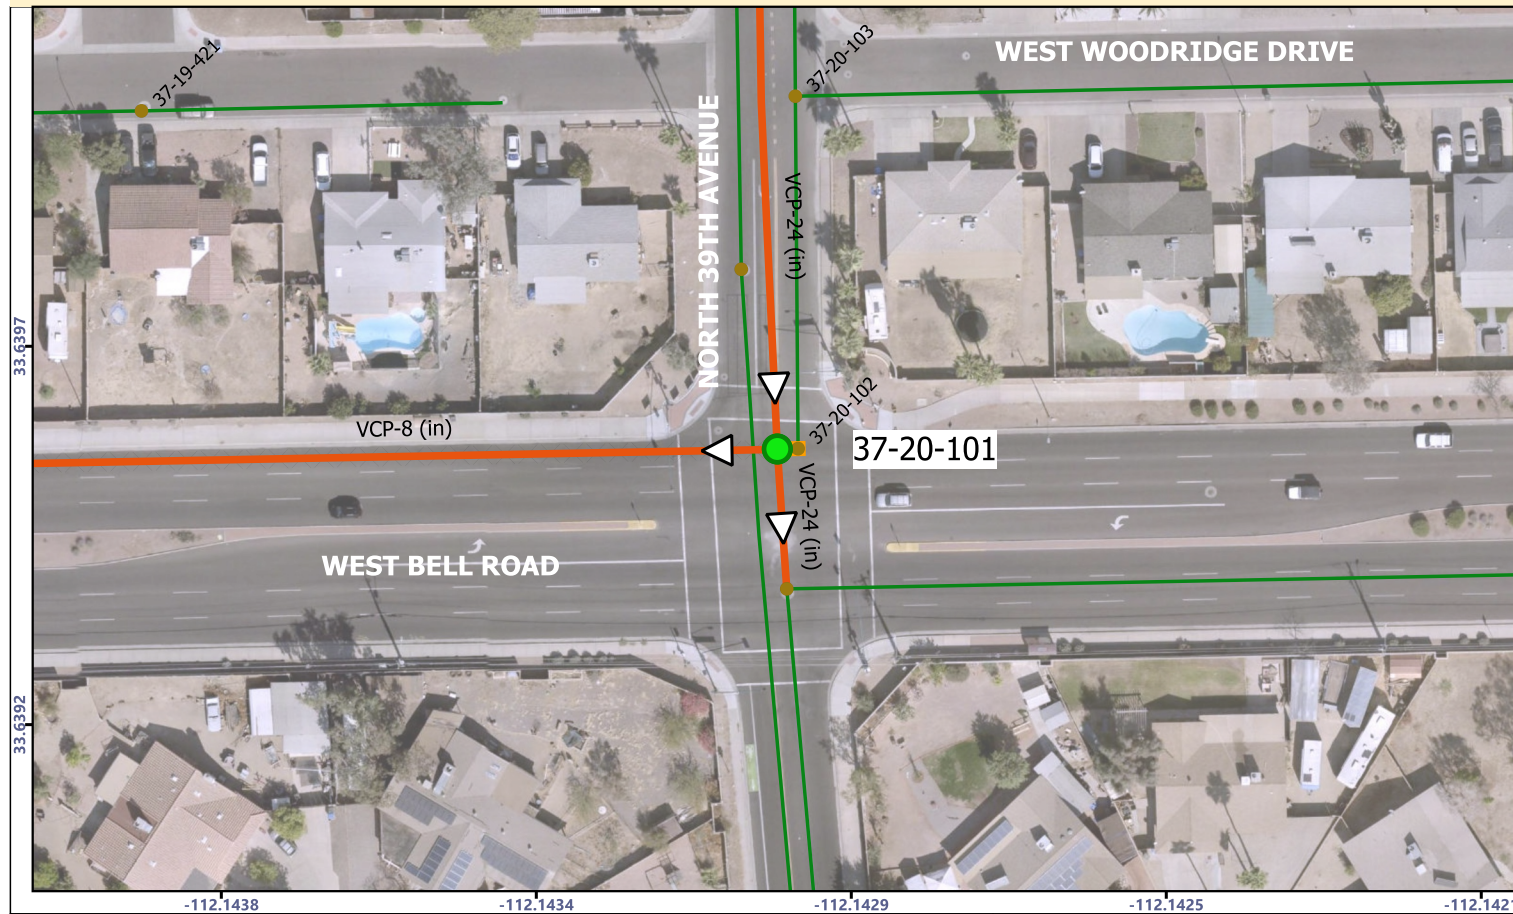 WEST WOODRIDGE DRIVE
37-19-421
37-20-103
NORTH 39TH AVENUE
VCP-24 (in)
33.6397
37-20-102
VCP-8 (in)
37-20-101
VCP-24 (in)
WEST BELL ROAD
33.6392
-112.1438
-112.1434
-112.1429
-112.1425
-112.1421